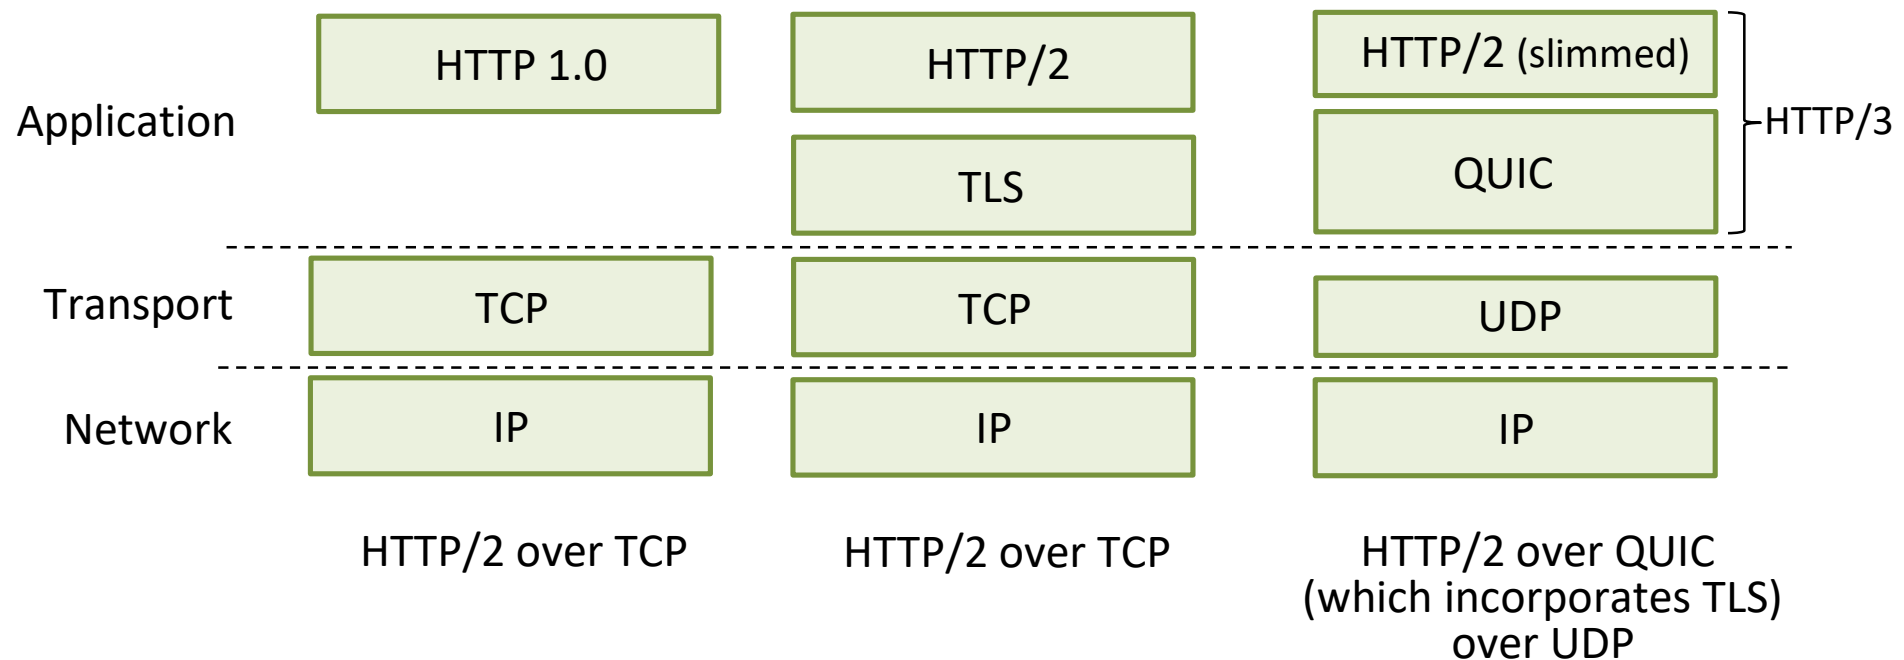 HTTP 1.0
HTTP/2
HTTP/2 (slimmed)
Application
HTTP/3
TLS
QUIC
Transport
TCP
TCP
UDP
Network
IP
IP
IP
HTTP/2 over TCP
HTTP/2 over TCP
HTTP/2 over QUIC
(which incorporates TLS)
over UDP